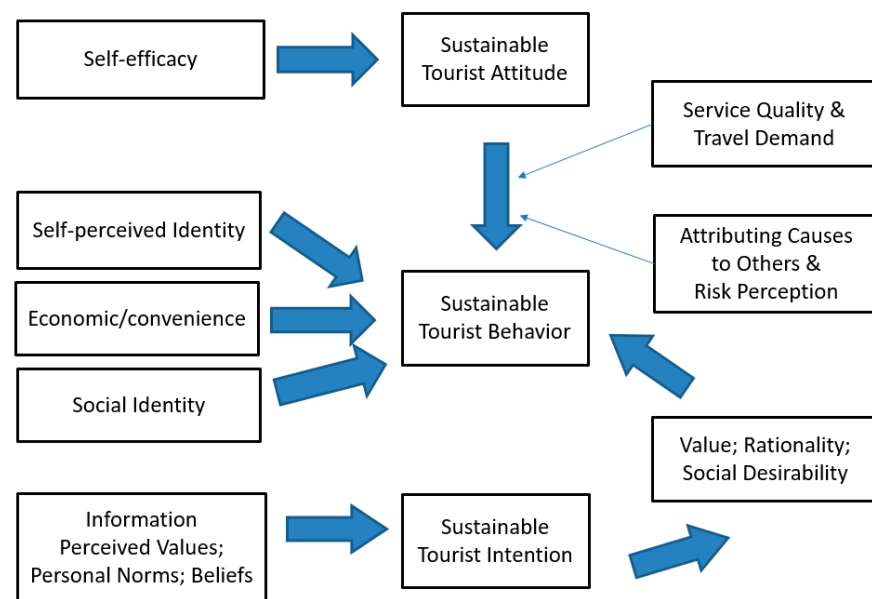 Self-efficacy
Sustainable
Tourist Attitude
Service Quality &
Travel Demand
Self-perceived Identity
Attributing Causes
to Others &
Risk Perception
Economic/convenience
Sustainable
Tourist Behavior
Social Identity
Value; Rationality;
Social Desirability
Information
Perceived Values;
Personal Norms; Beliefs
Sustainable
Tourist Intention